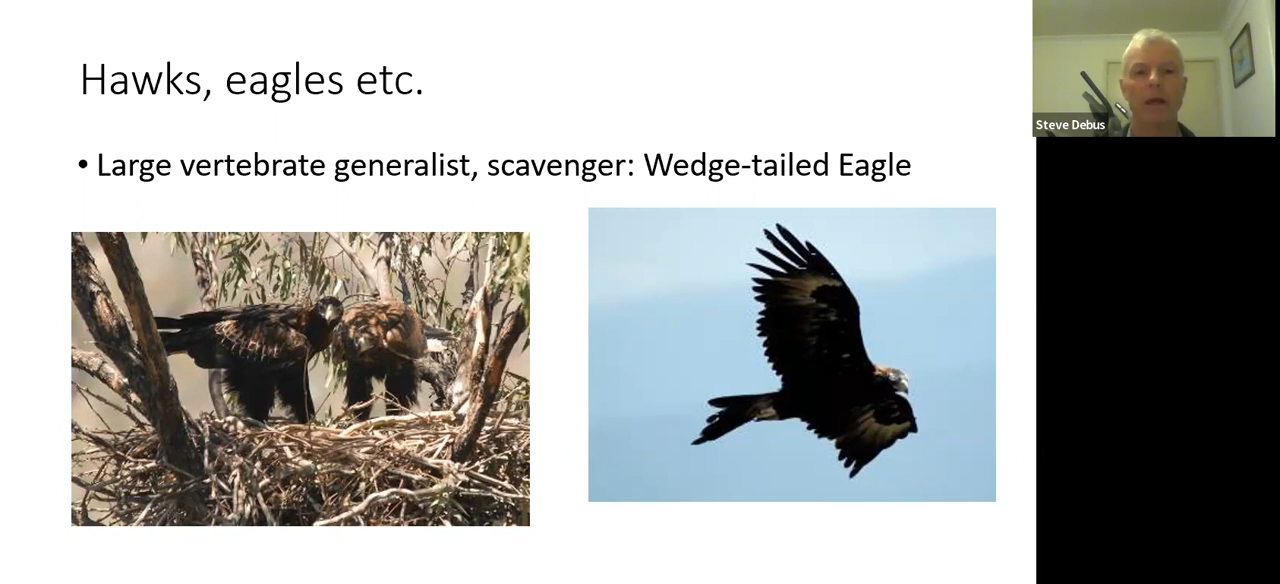 Hawks, eagles etc.
• Large vertebrate generalist, scavenger: Wedge-tailed Eagle
Steve Debus